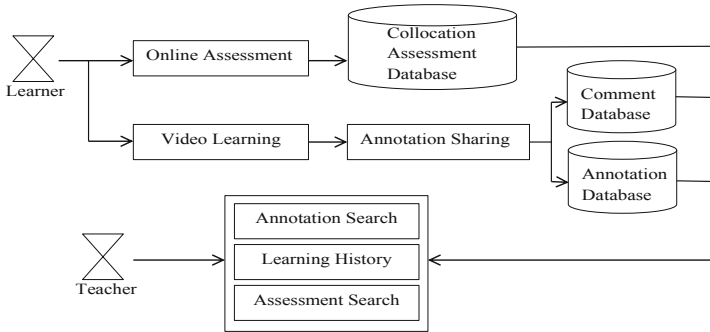 Online Assessment
Collocation
Assessment
Database
Learner
Comment
Database
Video Learning
Annotation Sharing
Annotation
Database
Annotation Search
Learning History
Teacher
Assessment Search